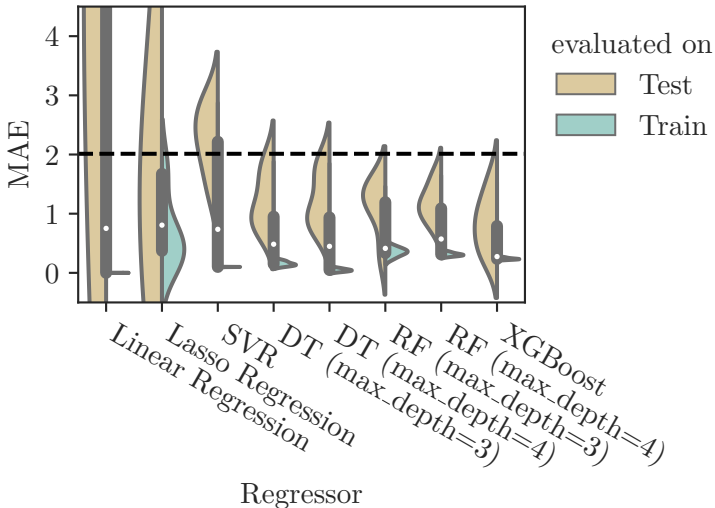 4
3
2
1
0
MAE
evaluated on
Test
Train
Linear Regression
Lasso Regression
SVR
DT (max_depth=3)
DT (max_depth=4)
RF (max_depth=3)
RF (max_depth=4)
XGBoost
Regressor